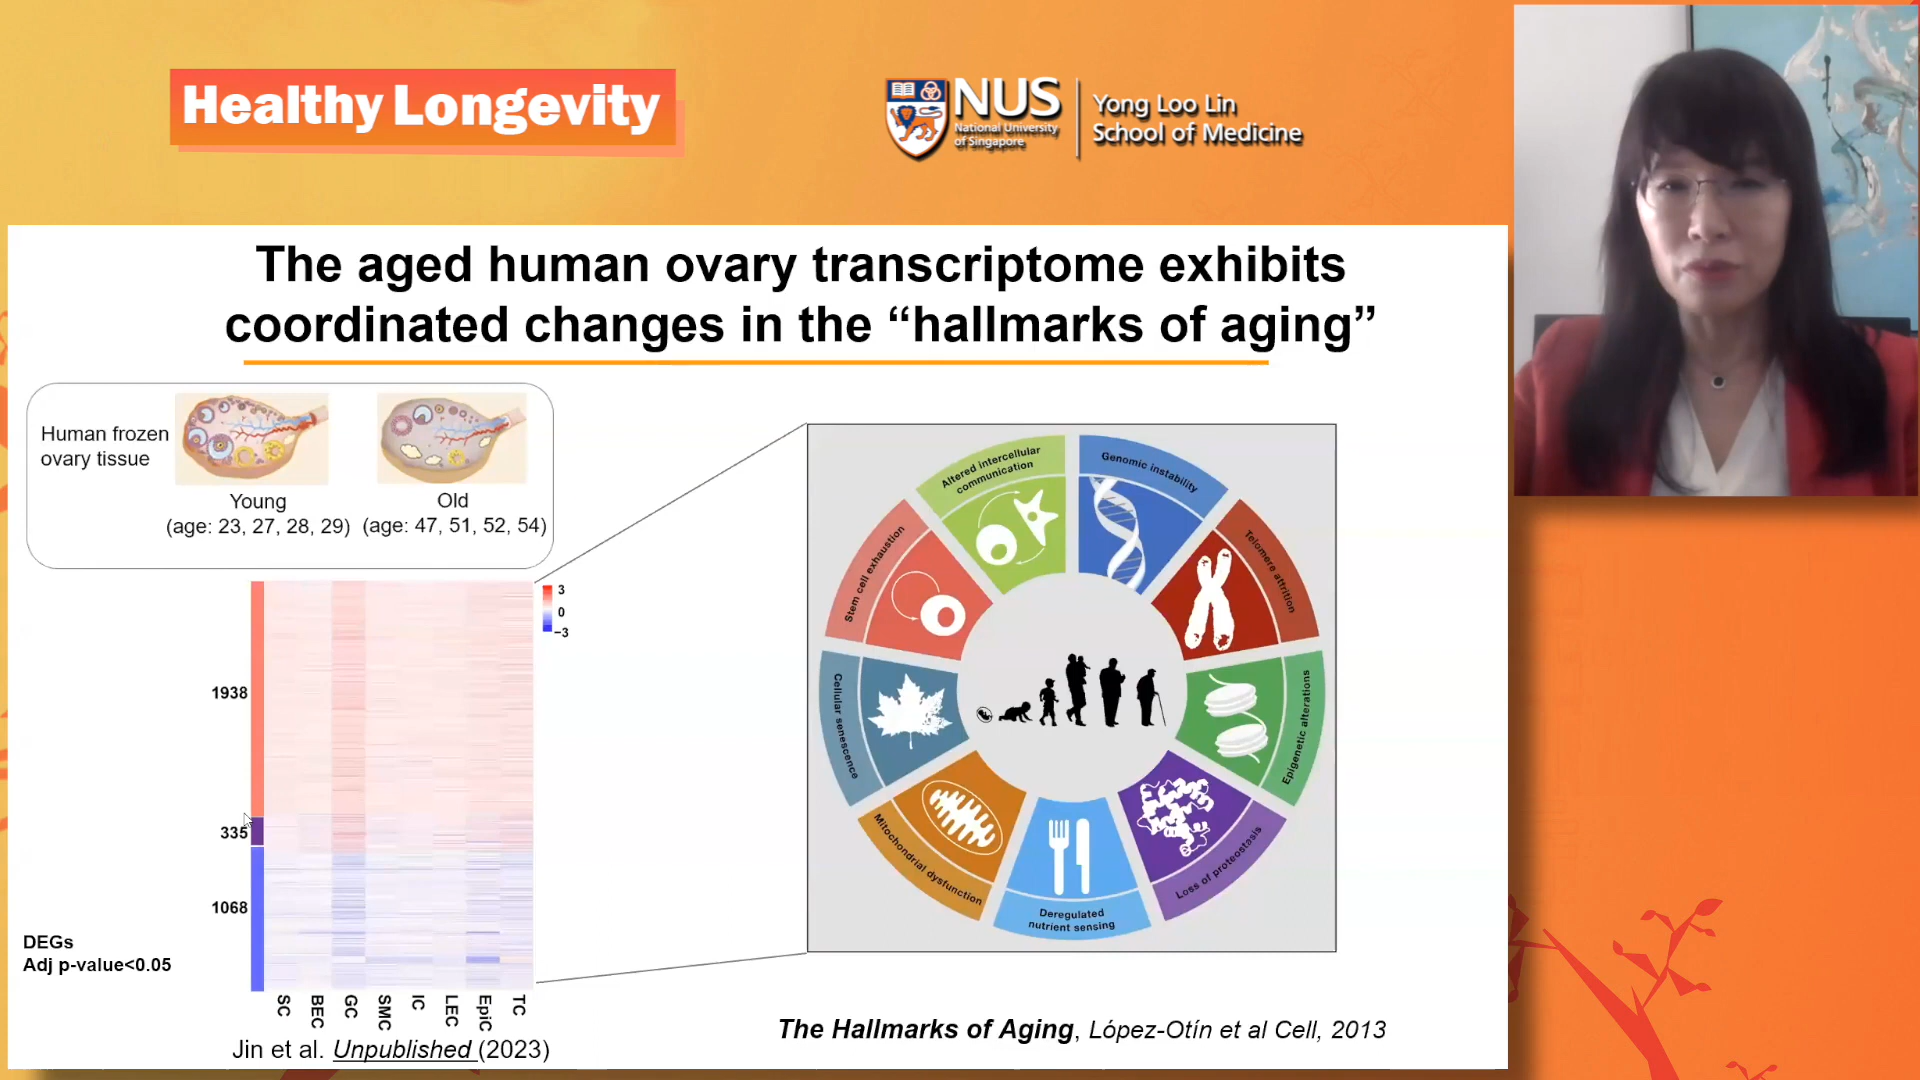 Healthy Longevity
NUS
National University
of Singapore
Yong Loo Lin
School of Medicine
The aged human ovary transcriptome exhibits
coordinated changes in the “hallmarks of aging”
Human frozen
ovary tissue
Young
(age: 23, 27, 28, 29)
Old
(age: 47, 51, 52, 54)
3
0
−3
1938
335
1068
DEGs
Adj p-value<0.05
SC
BEC
GC
SMC
IC
LEC
EpiC
TC
Jin et al. Unpublished (2023)
Altered intercellular
communication
Genomic instability
Telomere attrition
Epigenetic alterations
Loss of proteostasis
Deregulated
nutrient sensing
Mitochondrial dysfunction
Cellular senescence
Stem cell exhaustion
The Hallmarks of Aging, López-Otín et al Cell, 2013